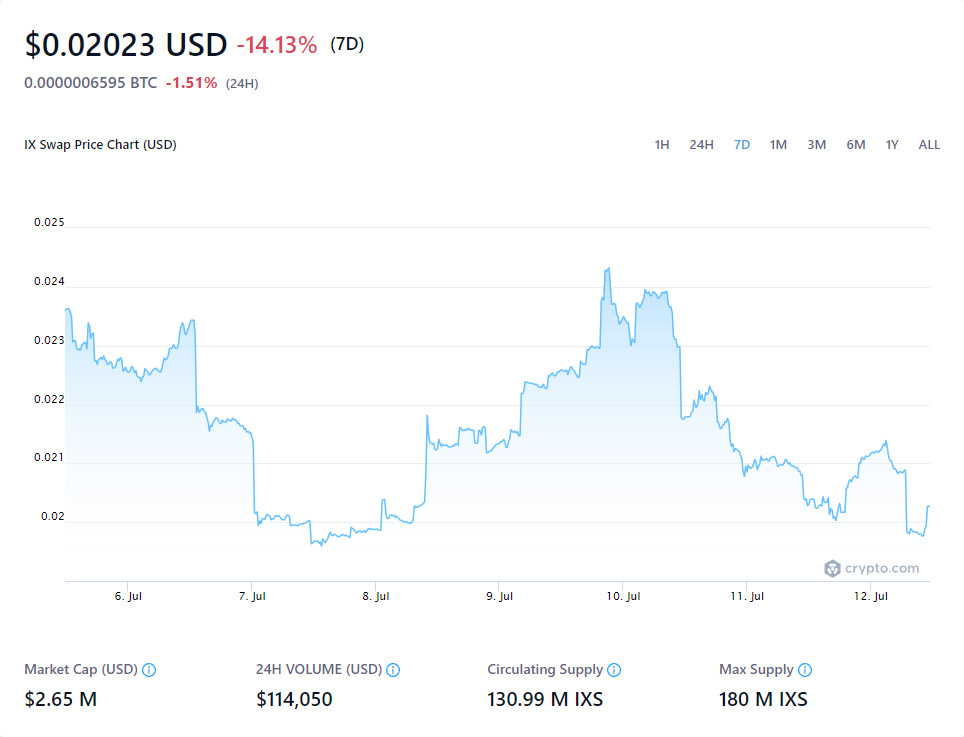 $0.02023 USD -14.13% (7D)
0.0000006595 BTC -1.51% (24H)
IX Swap Price Chart (USD) 1H 24H 7D 1M 3M 6M 1Y ALL
0.025
0.024
0.023
0.022
0.021
0.02
crypto.com
6. Jul 7. Jul 8. Jul 9. Jul 10. Jul 11. Jul 12. Jul
Market Cap (USD) 24H VOLUME (USD) Circulating Supply Max Supply
$2.65 M $114,050 130.99 M IXS 180 M IXS